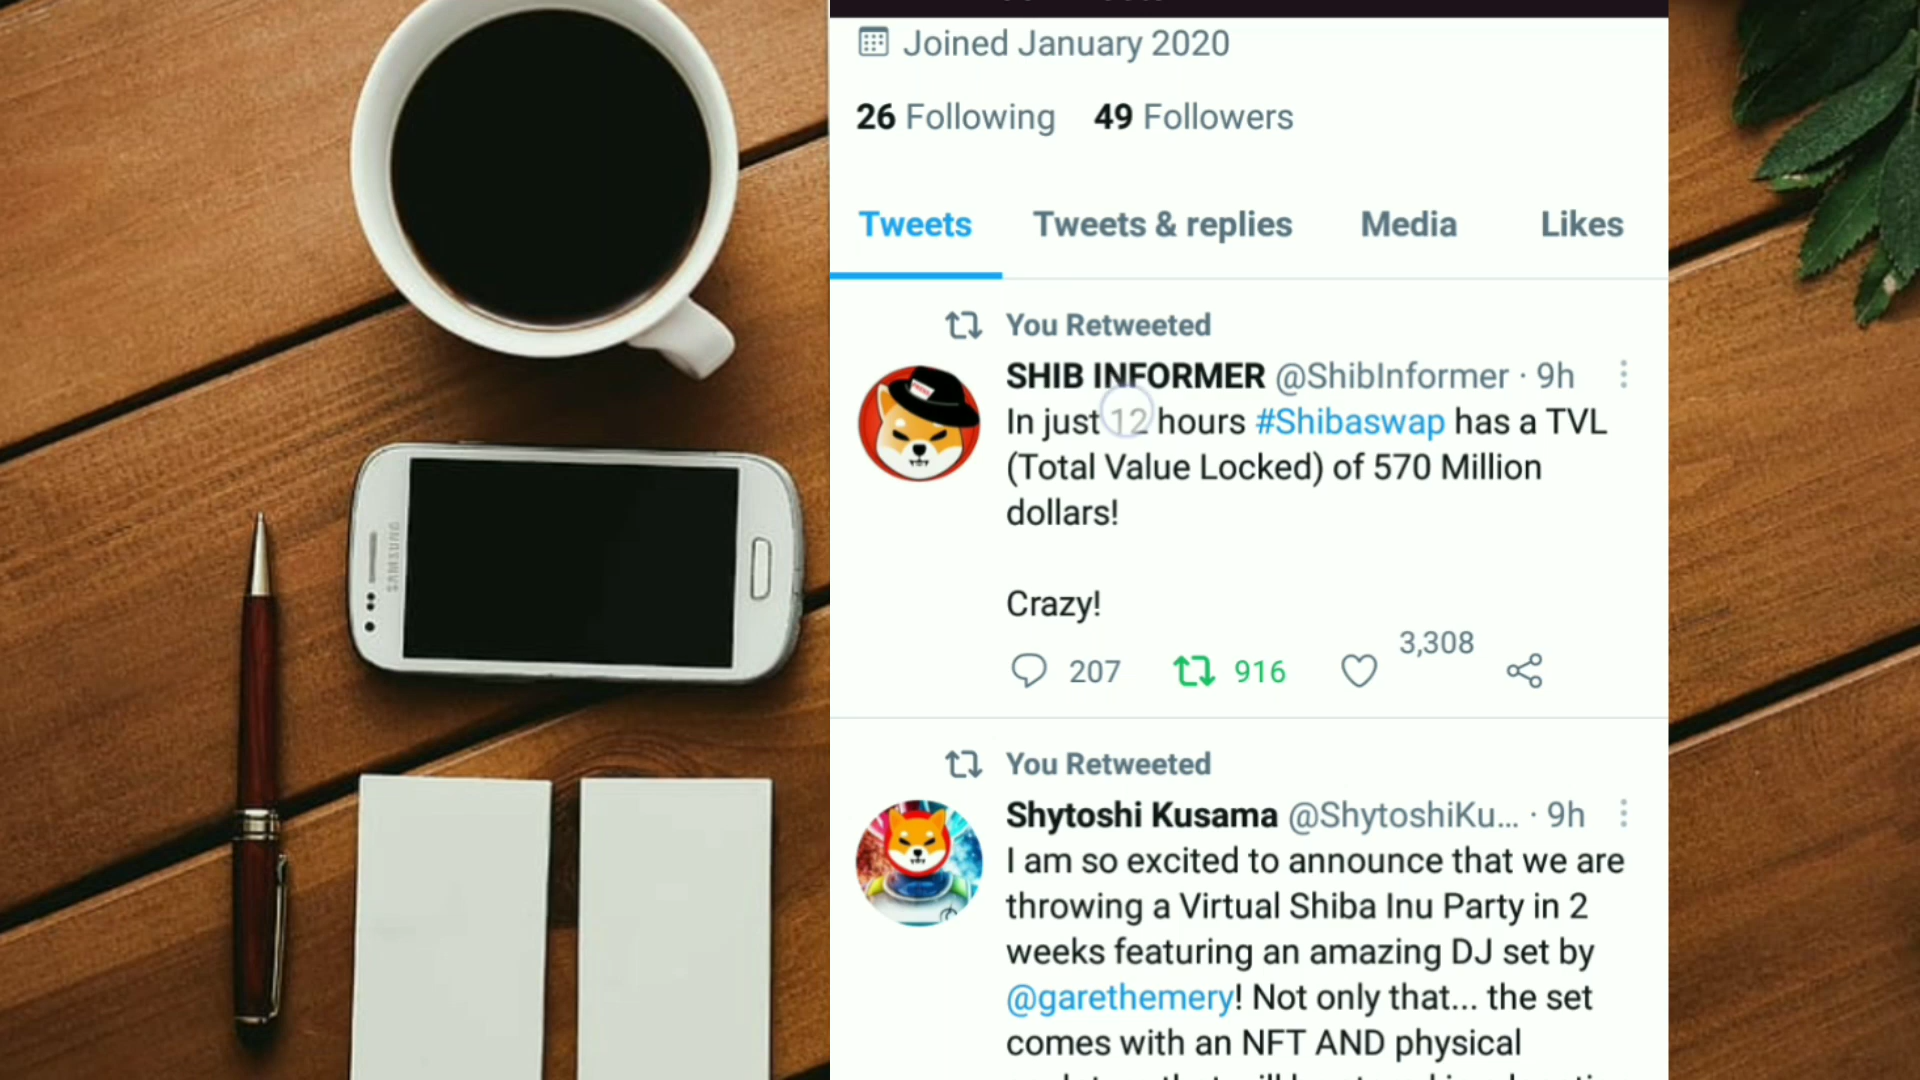 Joined January 2020
26 Following 49 Followers
Tweets Tweets & replies Media Likes
You Retweeted
SHIB INFORMER @ShibInformer · 9h
In just 12 hours #Shibaswap has a TVL
(Total Value Locked) of 570 Million
dollars!
Crazy!
207 916 3,308
You Retweeted
Shytoshi Kusama @ShytoshiKu... · 9h
I am so excited to announce that we are
throwing a Virtual Shiba Inu Party in 2
weeks featuring an amazing DJ set by
@garethemery! Not only that... the set
comes with an NFT AND physical
SAMSUNG